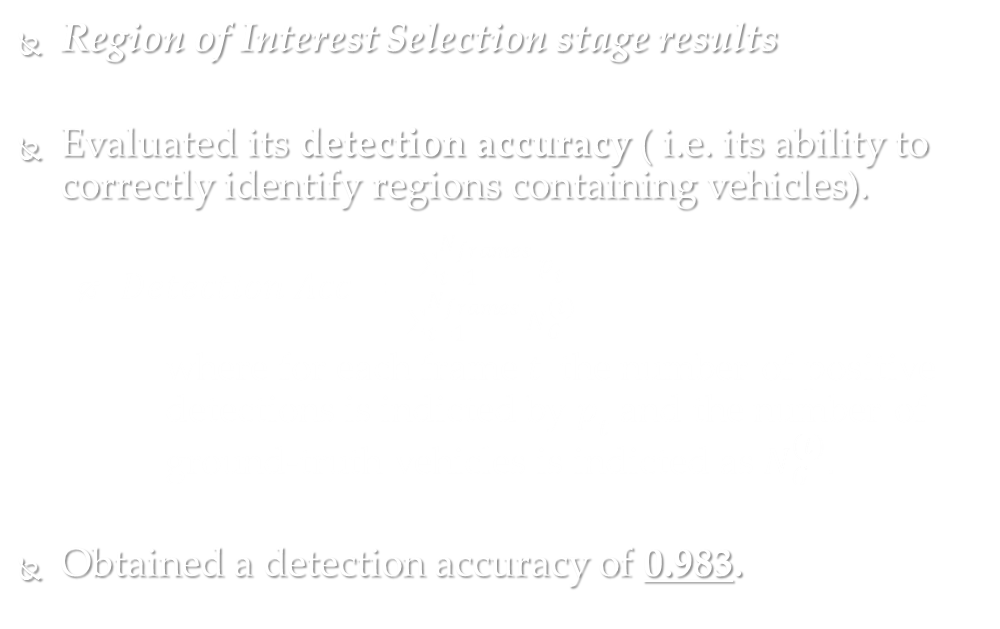 Region of Interest Selection stage results
Evaluated its detection accuracy ( i.e. its ability to
correctly identify regions containing vehicles).
Obtained a detection accuracy of 0.983.